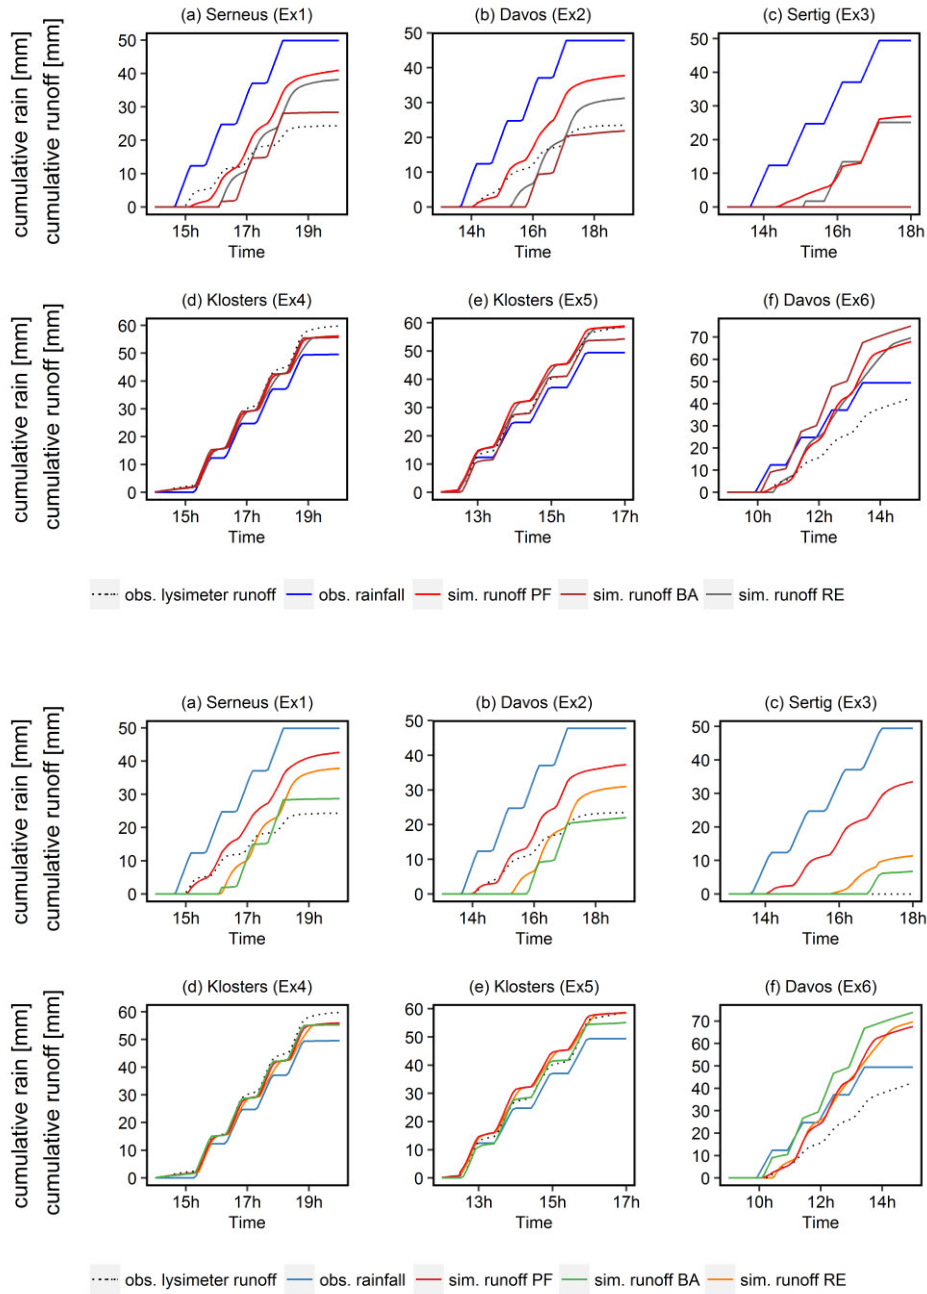 (a) Serneus (Ex1) (b) Davos (Ex2) (c) Sertig (Ex3)
cumulative rain [mm]
cumulative runoff [mm]
50 50 50
40 40 40
30 30 30
20 20 20
10 10 10
0 0 0
15h 17h 19h 14h 16h 18h 14h 16h 18h
Time Time Time
(d) Klosters (Ex4) (e) Klosters (Ex5) (f) Davos (Ex6)
cumulative rain [mm]
cumulative runoff [mm]
60 60 70
50 50 60
40 40 50
30 30 40
20 20 30
10 10 20
0 0 10
0
15h 17h 19h 13h 15h 17h 10h 12h 14h
Time Time Time
obs. lysimeter runoff obs. rainfall sim. runoff PF sim. runoff BA sim. runoff RE
(a) Serneus (Ex1) (b) Davos (Ex2) (c) Sertig (Ex3)
cumulative rain [mm]
cumulative runoff [mm]
50 50 50
40 40 40
30 30 30
20 20 20
10 10 10
0 0 0
15h 17h 19h 14h 16h 18h 14h 16h 18h
Time Time Time
(d) Klosters (Ex4) (e) Klosters (Ex5) (f) Davos (Ex6)
cumulative rain [mm]
cumulative runoff [mm]
60 60 70
50 50 60
40 40 50
30 30 40
20 20 30
10 10 20
0 0 10
0
15h 17h 19h 13h 15h 17h 10h 12h 14h
Time Time Time
obs. lysimeter runoff obs. rainfall sim. runoff PF sim. runoff BA sim. runoff RE